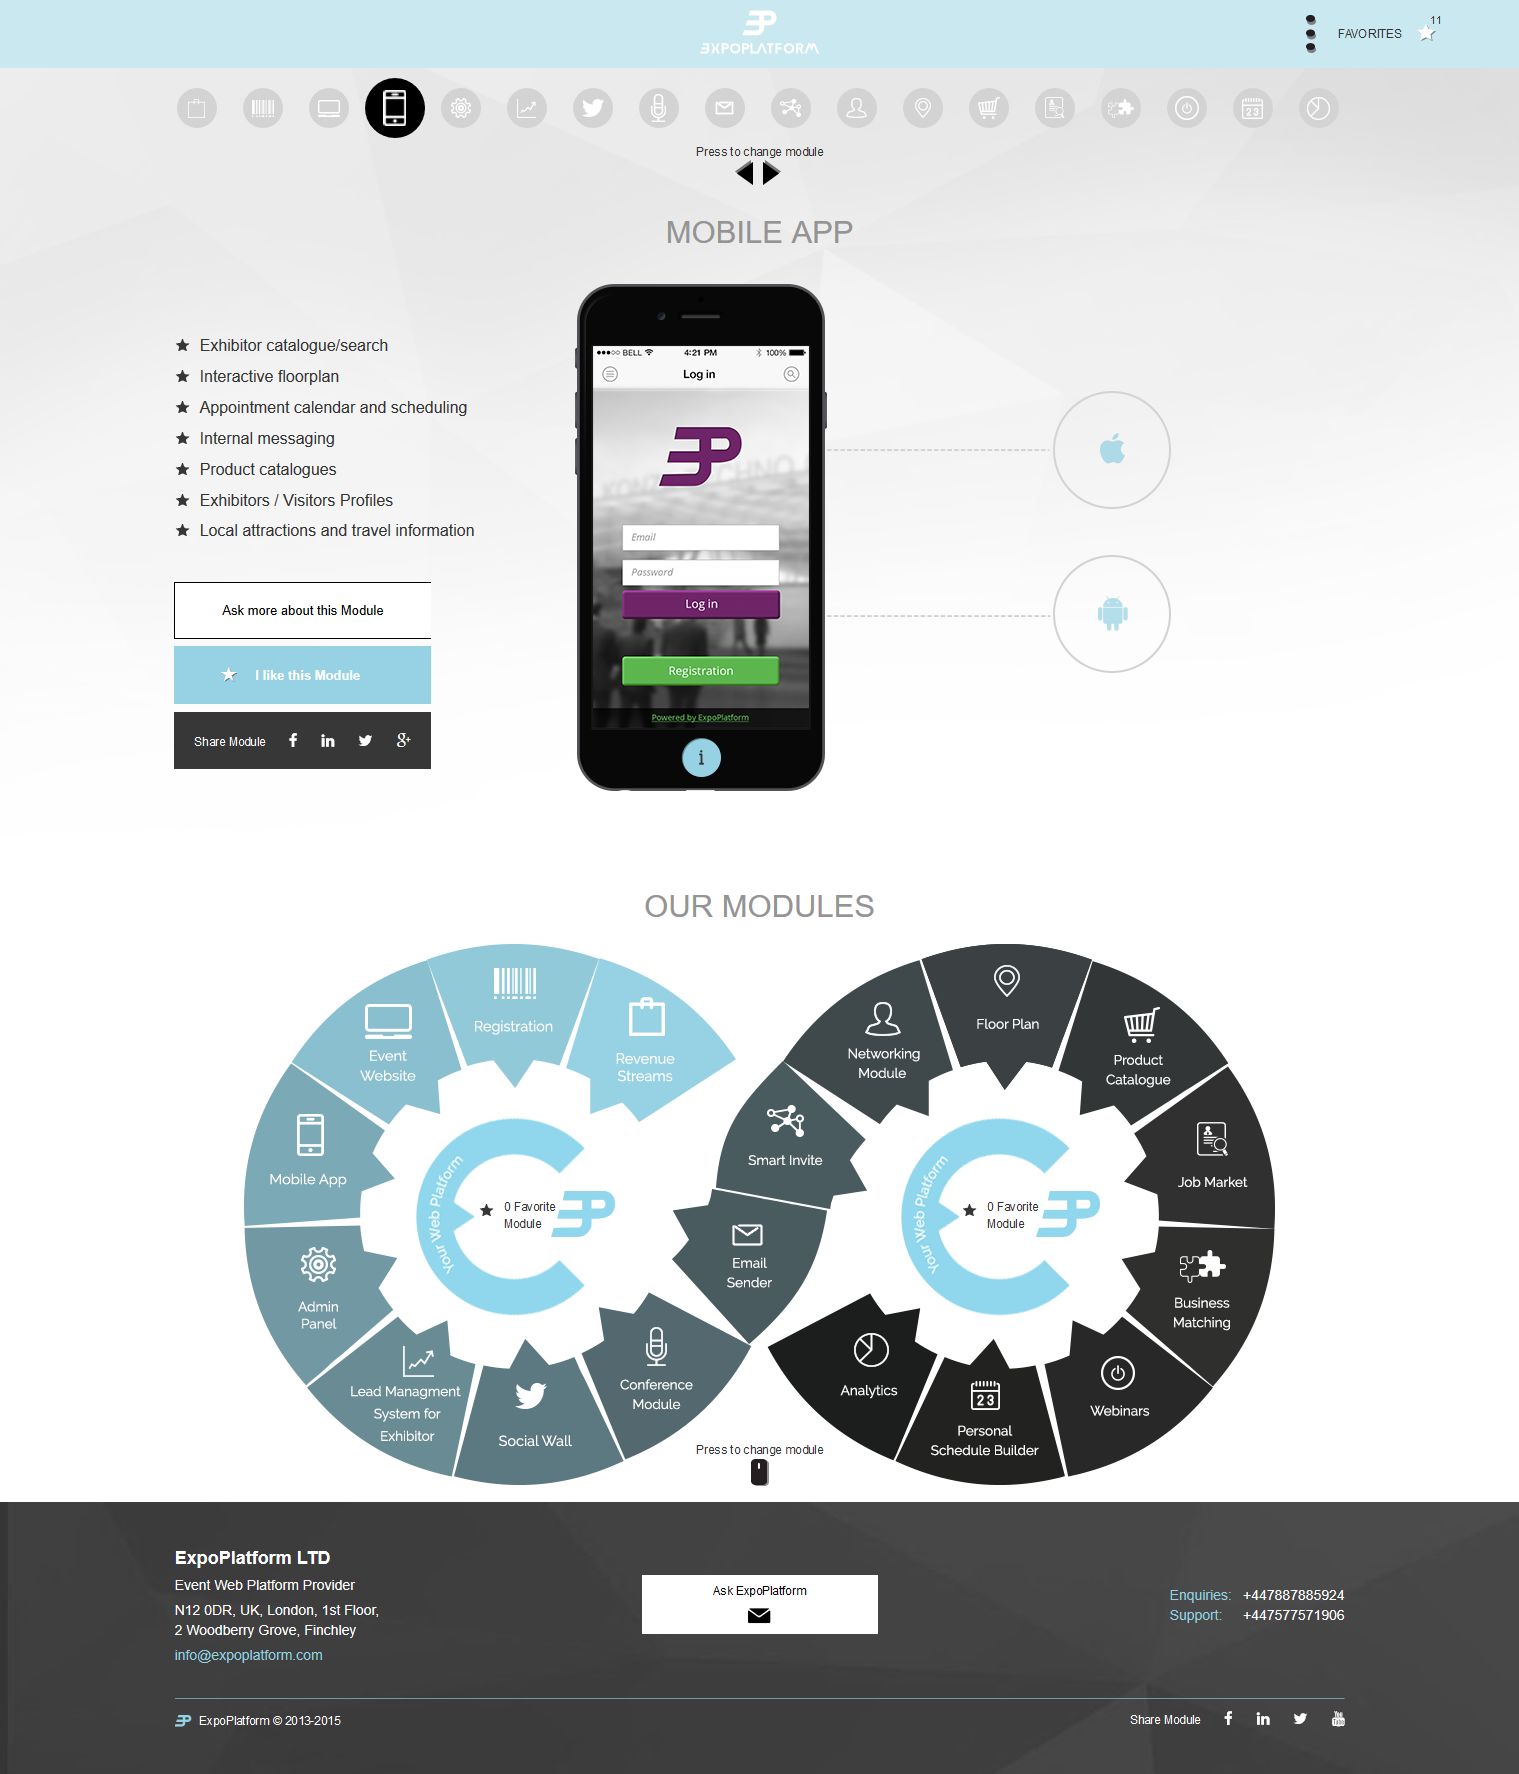 EXPOPLATFORM
FAVORITES
11
23
Press to change module
MOBILE APP
Exhibitor catalogue/search
Interactive floorplan
Appointment calendar and scheduling
Internal messaging
Product catalogues
Exhibitors / Visitors Profiles
Local attractions and travel information
Ask more about this Module
I like this Module
Share Module
BELL 4:21 PM 100%
Log in
Email
Password
Log in
Registration
Powered by ExpoPlatform
i
OUR MODULES
Registration
Revenue
Streams
Event
Website
Mobile App
Admin
Panel
Lead Managment
System for
Exhibitor
Social Wall
Conference
Module
Your Web Platform
0 Favorite
Module
Email
Sender
Smart Invite
Networking
Module
Floor Plan
Product
Catalogue
Job Market
Business
Matching
Webinars
23
Personal
Schedule Builder
Analytics
Your Web Platform
0 Favorite
Module
Press to change module
ExpoPlatform LTD
Event Web Platform Provider
N12 0DR, UK, London, 1st Floor,
2 Woodberry Grove, Finchley
info@expoplatform.com
Ask ExpoPlatform
Enquiries: +447887885924
Support: +447577571906
ExpoPlatform © 2013-2015
Share Module